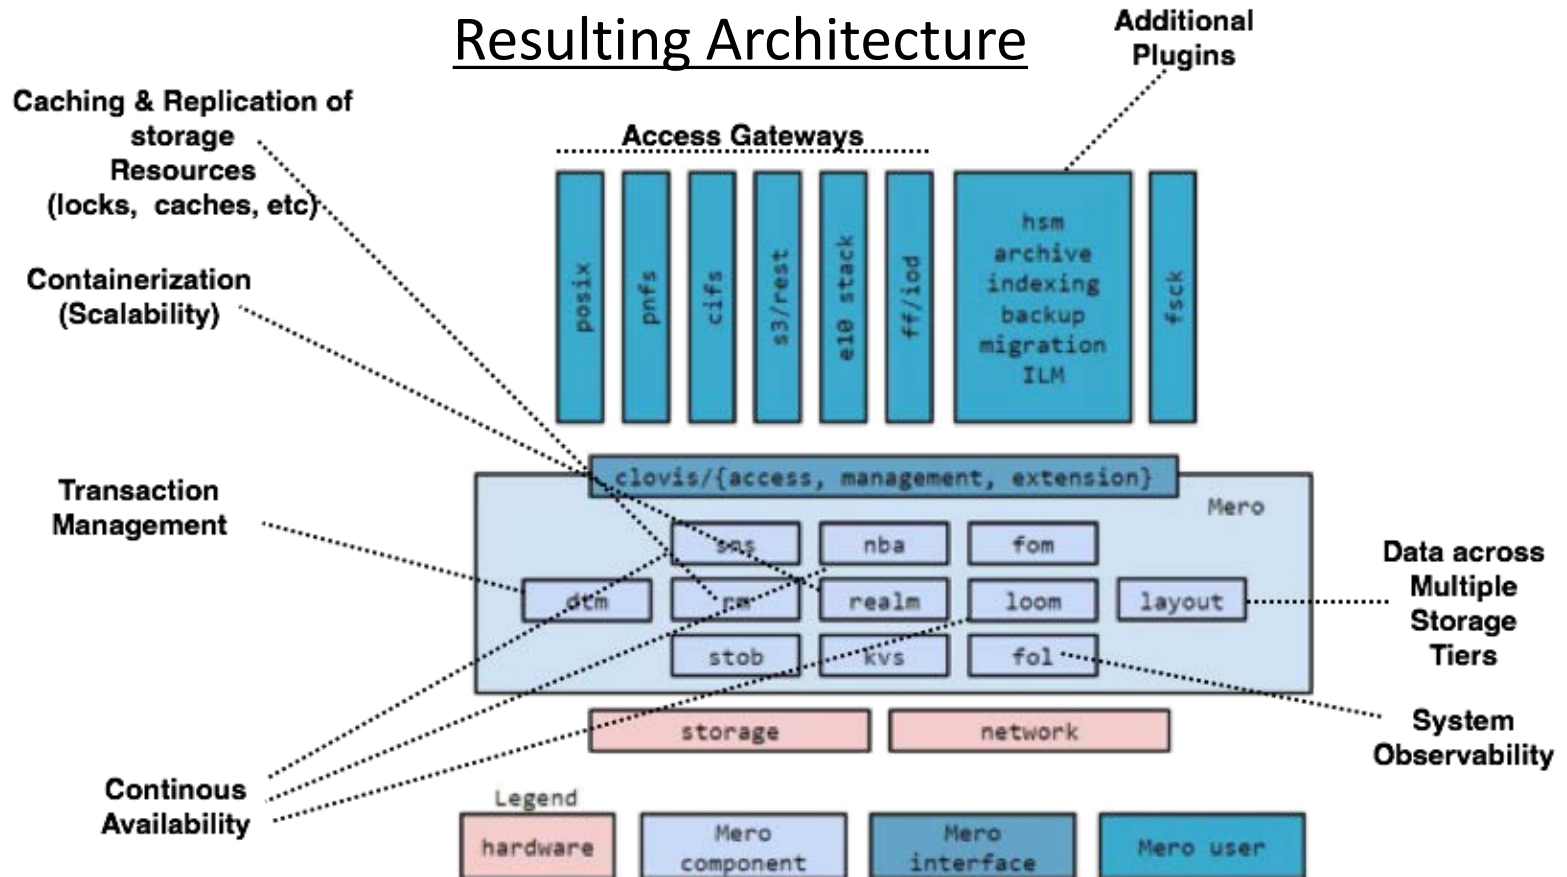 Resulting Architecture
Additional
Plugins
Caching & Replication of
storage
Resources
(locks, caches, etc)
Containerization
(Scalability)
Transaction
Management
Continous
Availability
Access Gateways
posix
pnfs
cifs
s3/rest
e10 stack
ff/iod
hsm
archive
indexing
backup
migration
ILM
fsck
clovis/{access, management, extension}
Mero
sns
nba
fom
dtm
rm
realm
loom
layout
stob
kvs
fol
storage
network
Data across
Multiple
Storage
Tiers
System
Observability
Legend
hardware
Mero
component
Mero
interface
Mero user